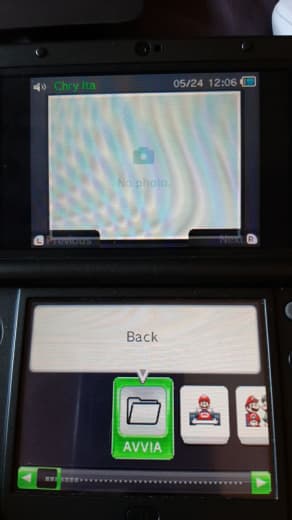 Chry.Ita
05/24 12:06
No photo.
L Previous
Next R
Back
AVVIA